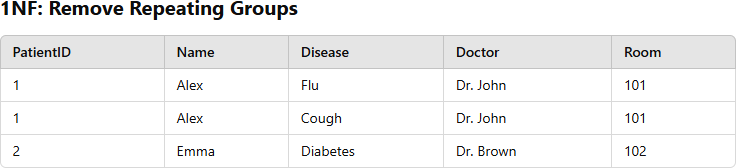 1NF: Remove Repeating Groups
PatientID Name Disease Doctor Room
1 Alex Flu Dr. John 101
1 Alex Cough Dr. John 101
2 Emma Diabetes Dr. Brown 102